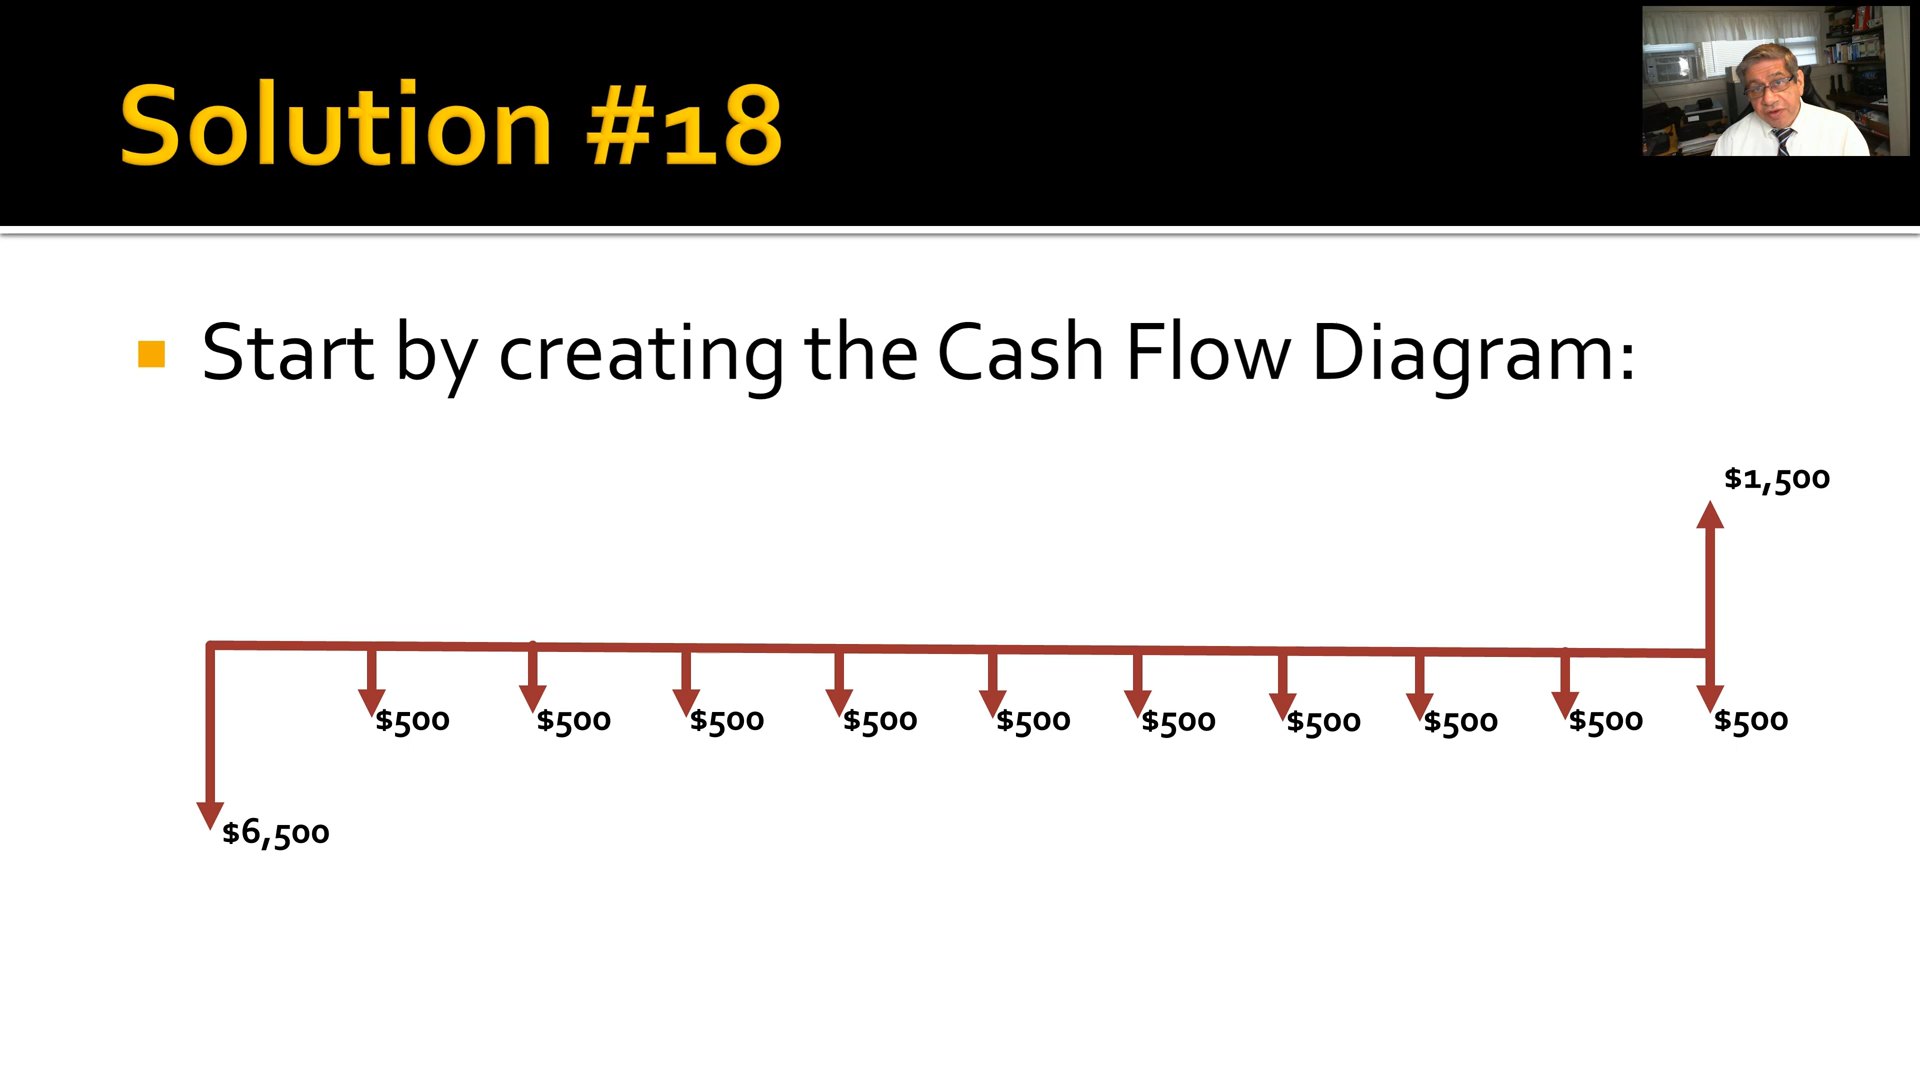 Solution #18
Start by creating the Cash Flow Diagram:
$1,500
$500 $500 $500 $500 $500 $500 $500 $500 $500 $500
$6,500